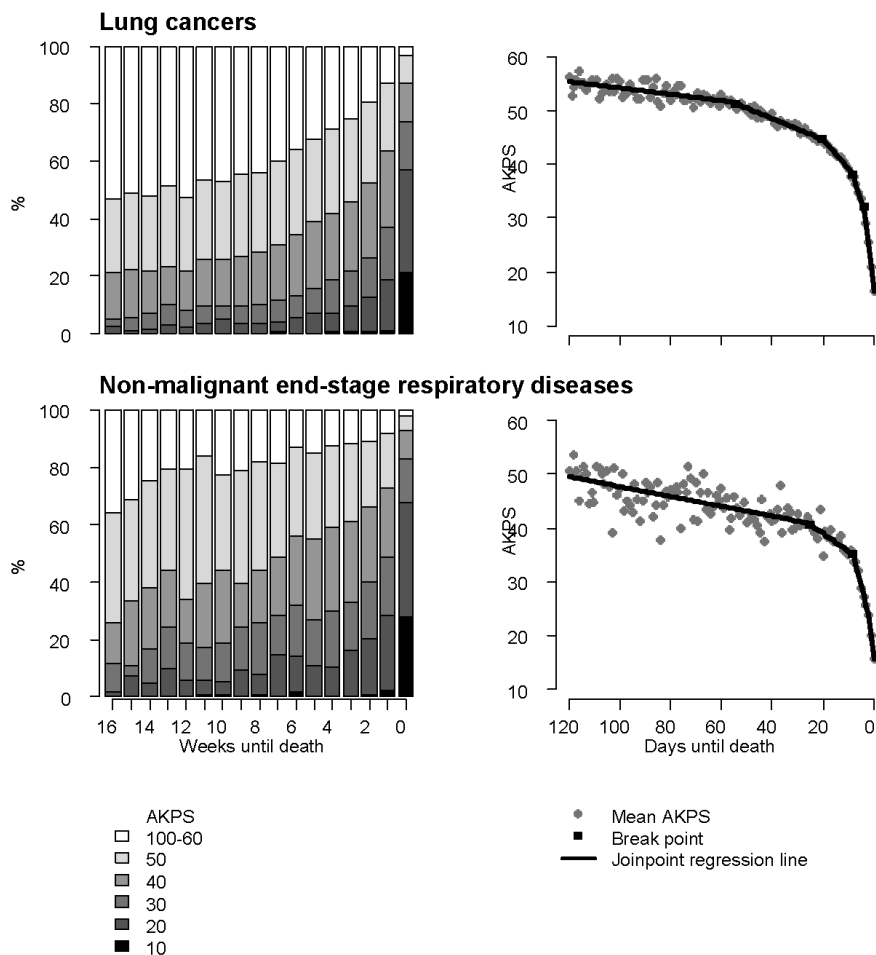 Lung cancers
100
80
60
40
20
0
%
60
50
40
30
20
10
AKPS
Non-malignant end-stage respiratory diseases
100
80
60
40
20
0
%
16 14 12 10 8 6 4 2 0
Weeks until death
60
50
40
30
20
10
AKPS
120 100 80 60 40 20 0
Days until death
AKPS
100-60
50
40
30
20
10
Mean AKPS
Break point
Joinpoint regression line